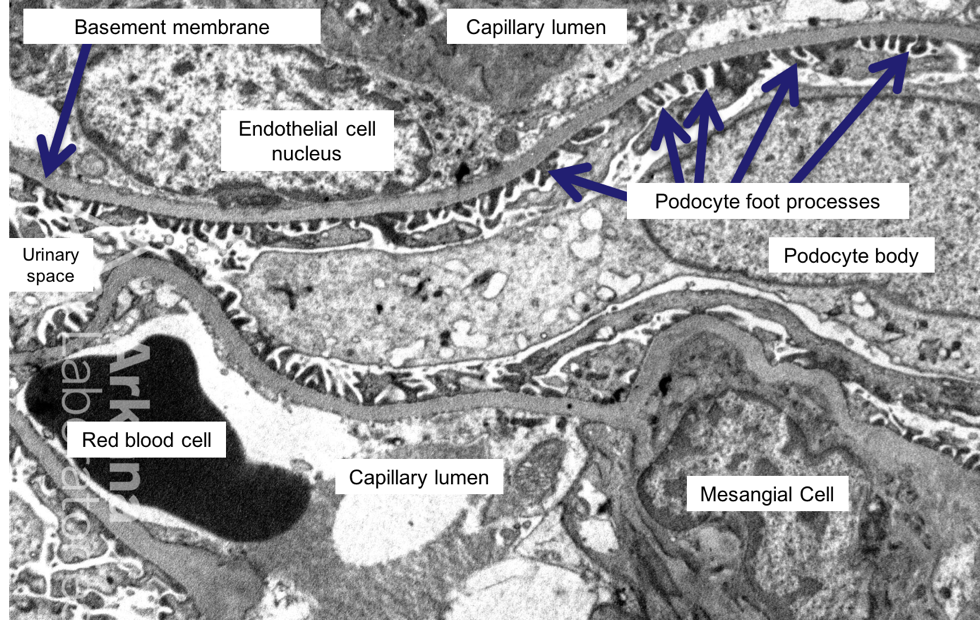 Basement membrane
Capillary lumen
Endothelial cell
nucleus
Podocyte foot processes
Urinary
space
Podocyte body
Red blood cell
Capillary lumen
Mesangial Cell